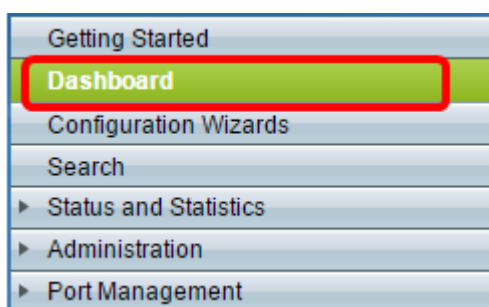 Getting Started
Dashboard
Configuration Wizards
Search
Status and Statistics
Administration
Port Management